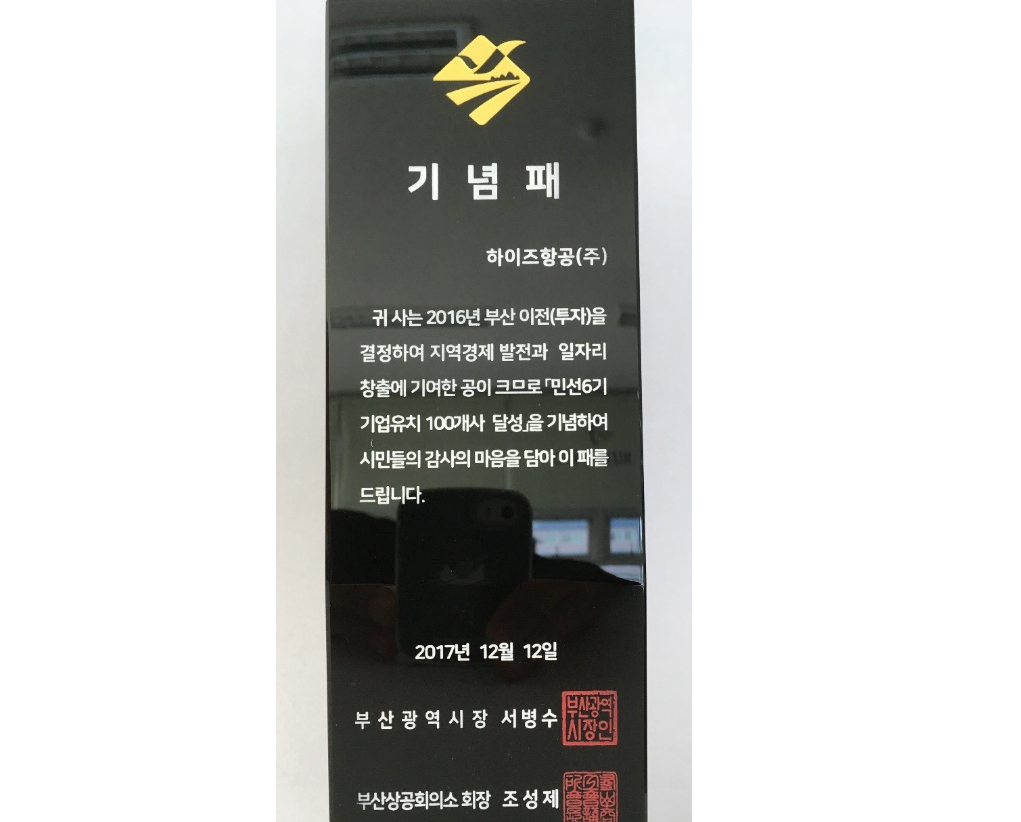 기 념 패
하이즈항공(주)
귀 사는 2016년 부산 이전(투자)을
결정하여 지역경제 발전과 일자리
창출에 기여한 공이 크므로 「민선6기
기업유치 100개사 달성」을 기념하여
시민들의 감사의 마음을 담아 이 패를
드립니다.
2017년 12월 12일
부 산 광 역 시 장 서 병 수
부산광역
시장인
부산상공회의소 회장 조 성 제